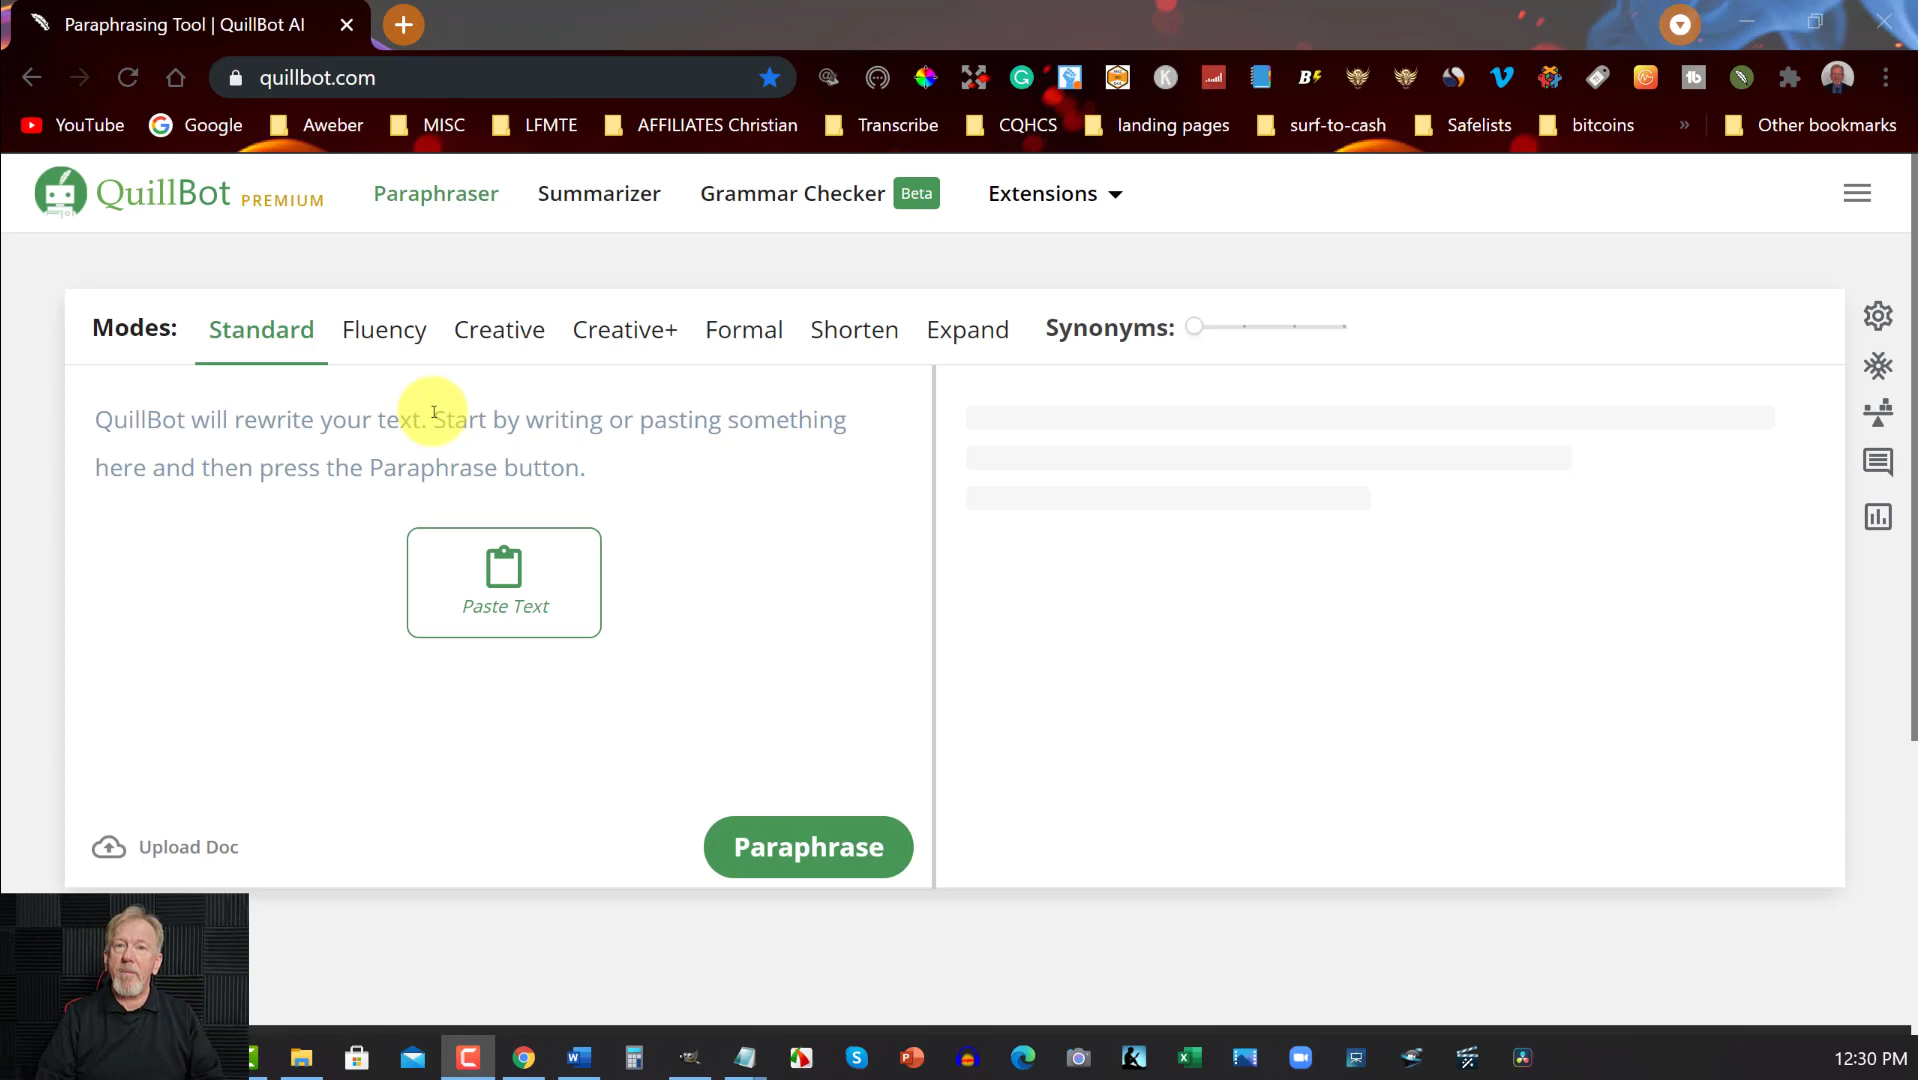 Paraphrasing Tool | QuillBot AI
quillbot.com
YouTube Google Aweber MISC LFMTE AFFILIATES Christian Transcribe CQHCS landing pages surf-to-cash Safelists bitcoins » Other bookmarks
QuillBot PREMIUM Paraphraser Summarizer Grammar Checker Beta Extensions
Modes: Standard Fluency Creative Creative+ Formal Shorten Expand Synonyms:
QuillBot will rewrite your text. Start by writing or pasting something
here and then press the Paraphrase button.
Paste Text
Upload Doc Paraphrase
12:30 PM